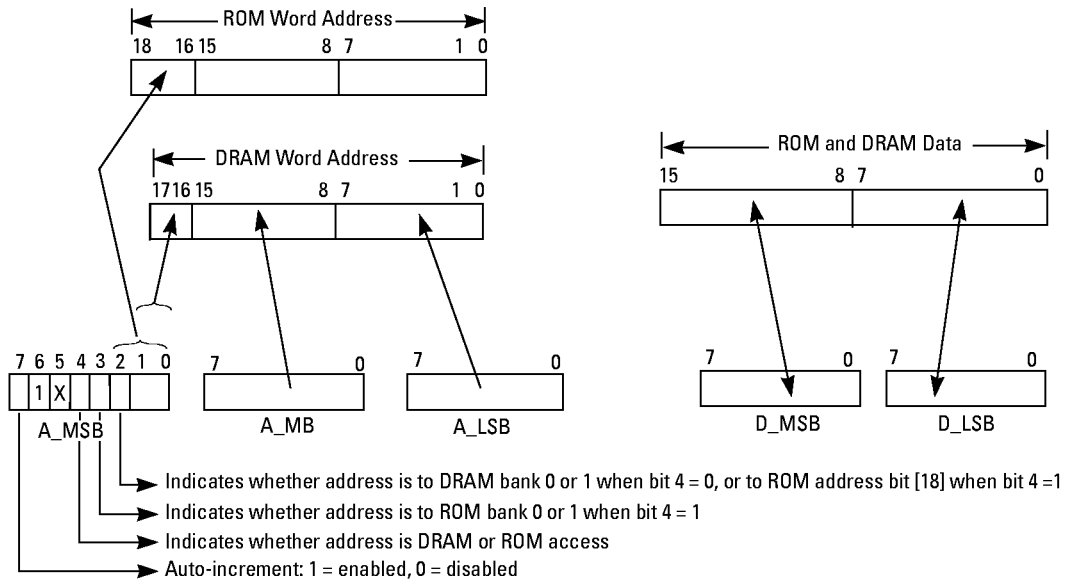 ROM Word Address
18 16 15 8 7 1 0
DRAM Word Address
17 16 15 8 7 1 0
ROM and DRAM Data
15 8 7 0
7 6 5 4 3 2 1 0
1 X
A_MSB
7 0
A_MB
7 0
A_LSB
7 0
D_MSB
7 0
D_LSB
Indicates whether address is to DRAM bank 0 or 1 when bit 4 = 0, or to ROM address bit [18] when bit 4 =1
Indicates whether address is to ROM bank 0 or 1 when bit 4 = 1
Indicates whether address is DRAM or ROM access
Auto-increment: 1 = enabled, 0 = disabled